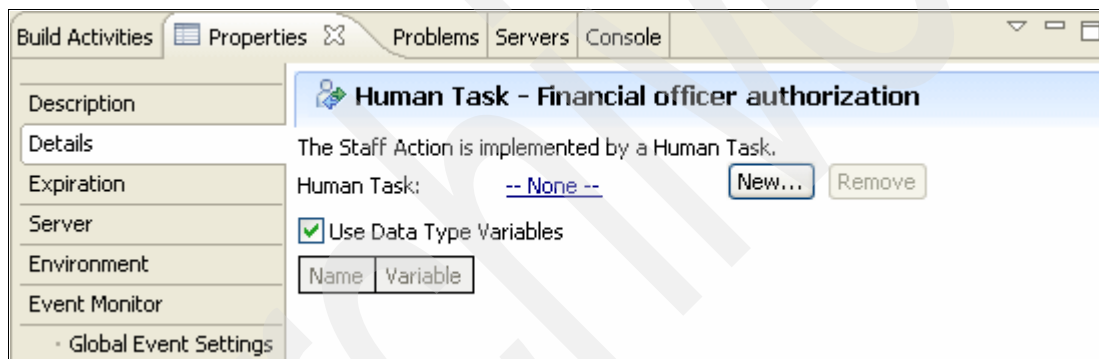 Build Activities Properties Problems Servers Console
Description
Details
Expiration
Server
Environment
Event Monitor
Global Event Settings
Human Task - Financial officer authorization
The Staff Action is implemented by a Human Task.
Human Task: -- None -- New... Remove
Use Data Type Variables
Name Variable